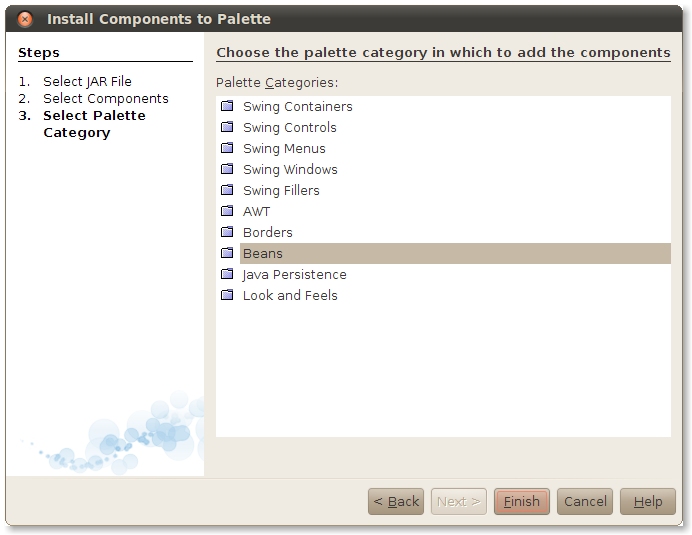 Install Components to Palette
Steps
1. Select JAR File
2. Select Components
3. Select Palette
Category
Choose the palette category in which to add the components
Palette Categories:
Swing Containers
Swing Controls
Swing Menus
Swing Windows
Swing Fillers
AWT
Borders
Beans
Java Persistence
Look and Feels
< Back
Next >
Finish
Cancel
Help